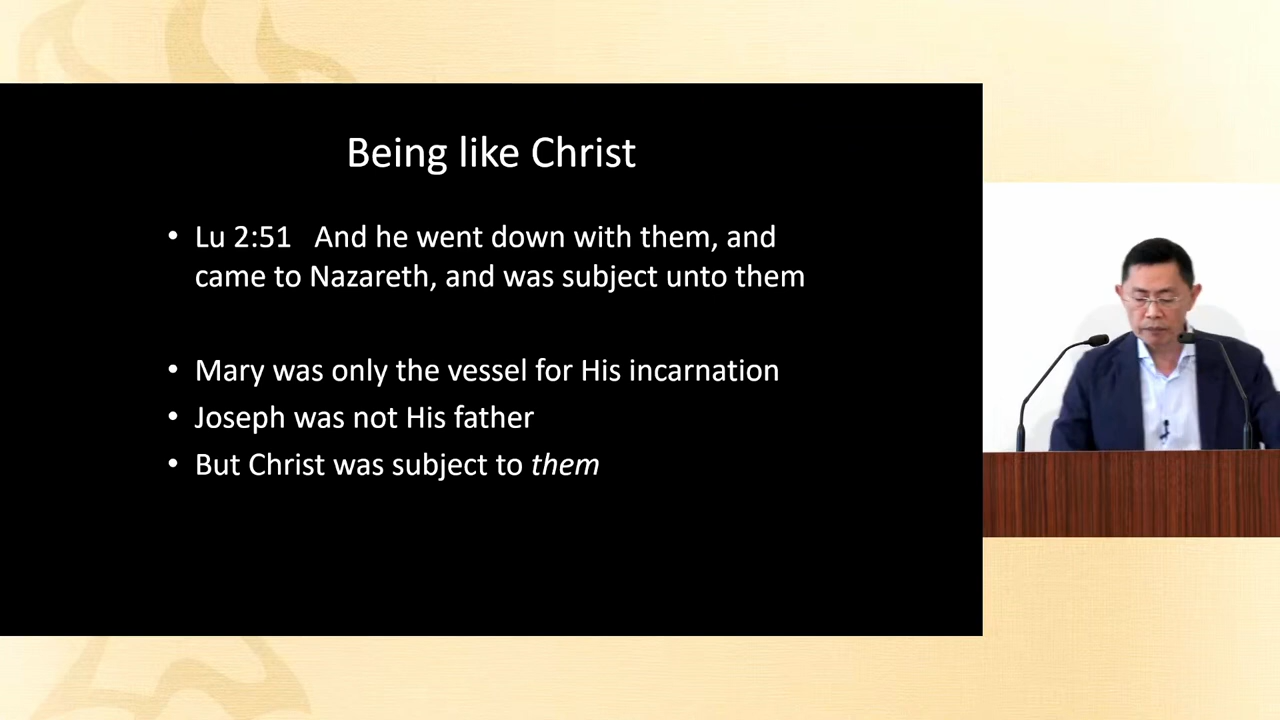 Being like Christ
• Lu 2:51   And he went down with them, and
came to Nazareth, and was subject unto them
• Mary was only the vessel for His incarnation
• Joseph was not His father
• But Christ was subject to them